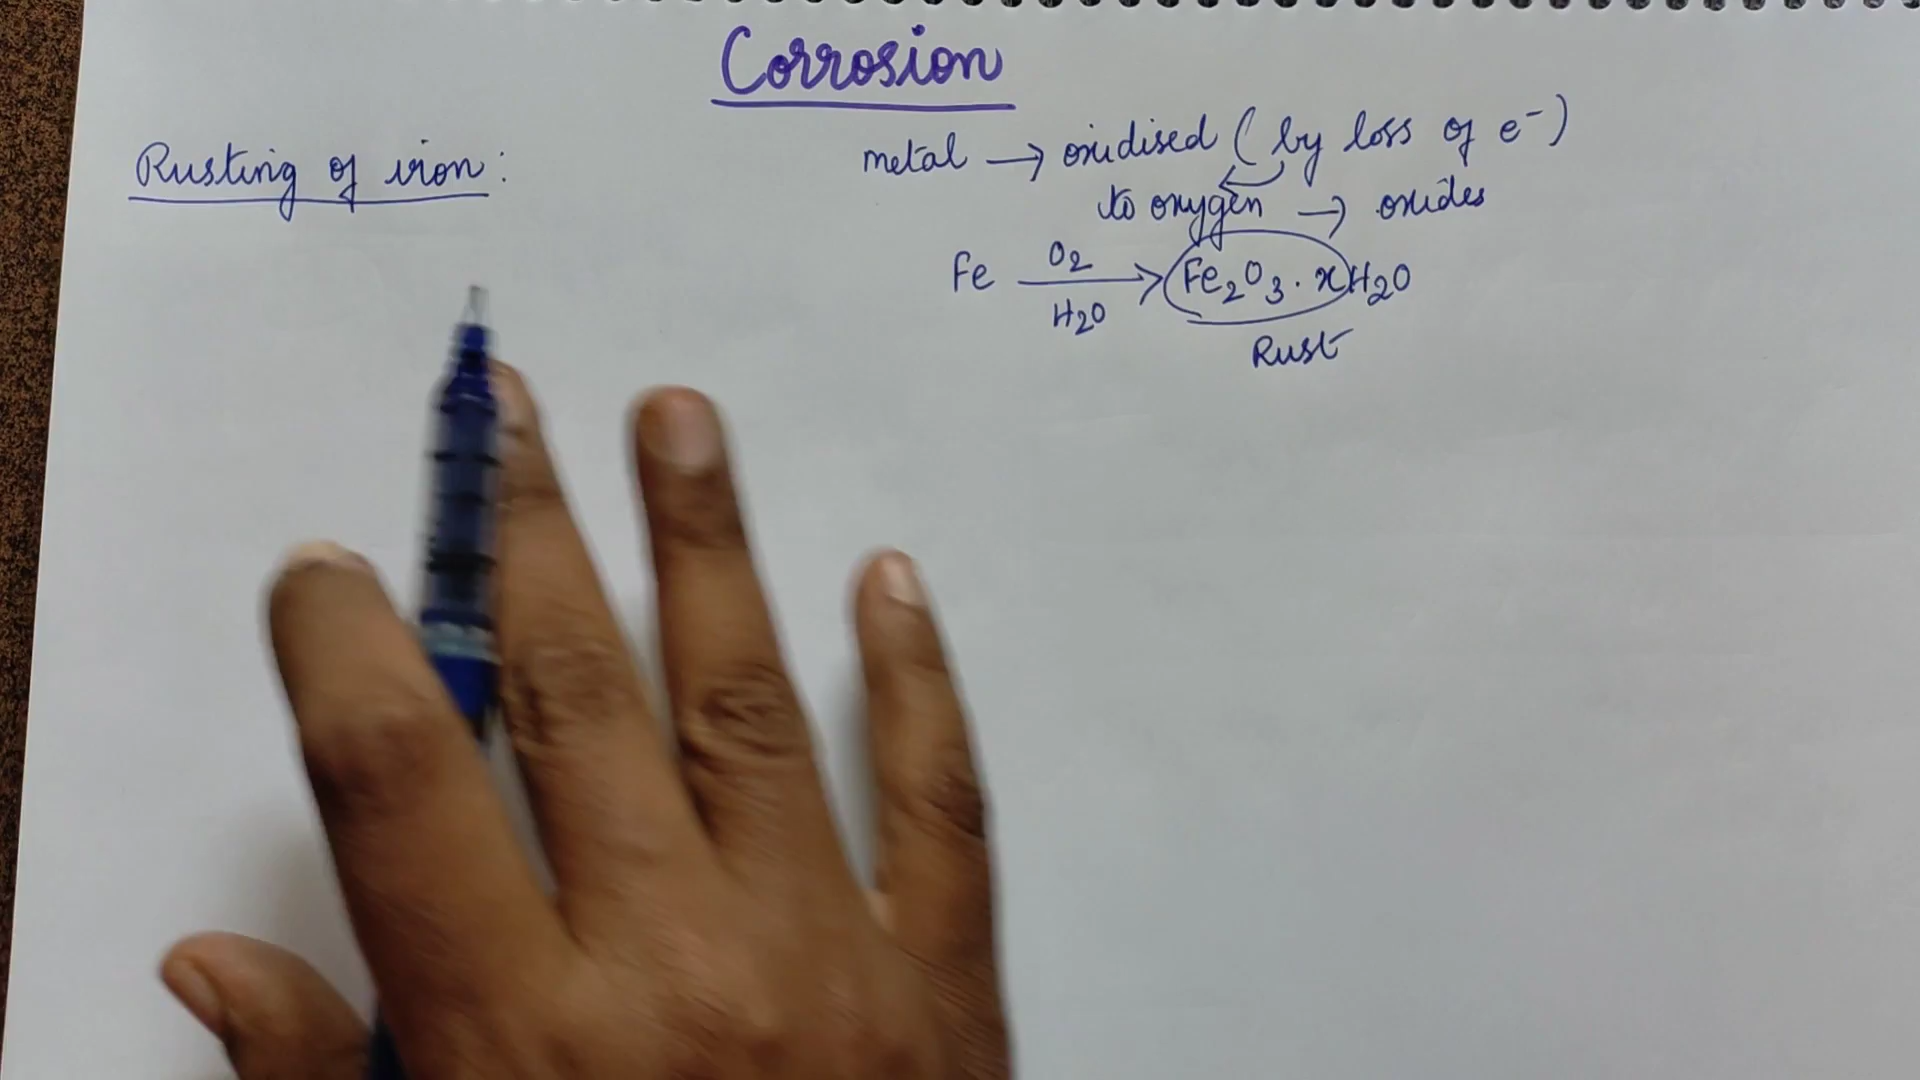 Corrosion
Rusting of iron :
metal → oxidised ( by loss of e⁻ )
to oxygen → oxides
Fe —O₂/H₂O→ Fe₂O₃ · xH₂O
Rust